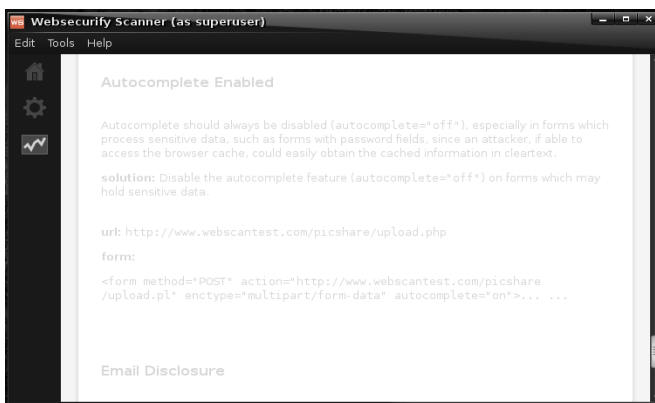 ws Websecurify Scanner (as superuser)
Edit Tools Help
Autocomplete Enabled
Autocomplete should always be disabled (autocomplete="off"), especially in forms which
process sensitive data, such as forms with password fields, since an attacker, if able to
access the browser cache, could easily obtain the cached information in cleartext.
solution: Disable the autocomplete feature (autocomplete="off") on forms which may
hold sensitive data.
url: http://www.webscantest.com/picshare/upload.php
form:
<form method="POST" action="http://www.webscantest.com/picshare
/upload.pl" enctype="multipart/form-data" autocomplete="on">... ...
Email Disclosure